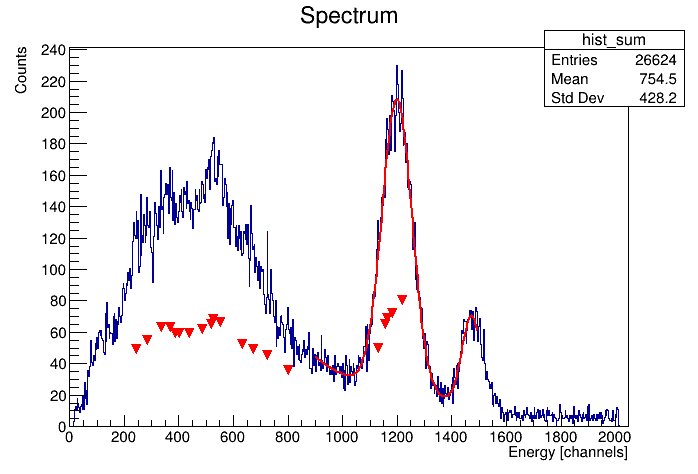 Spectrum
hist_sum
Entries 26624
Mean 754.5
Std Dev 428.2
Counts
240
220
200
180
160
140
120
100
80
60
40
20
0
0 200 400 600 800 1000 1200 1400 1600 1800 2000
Energy [channels]